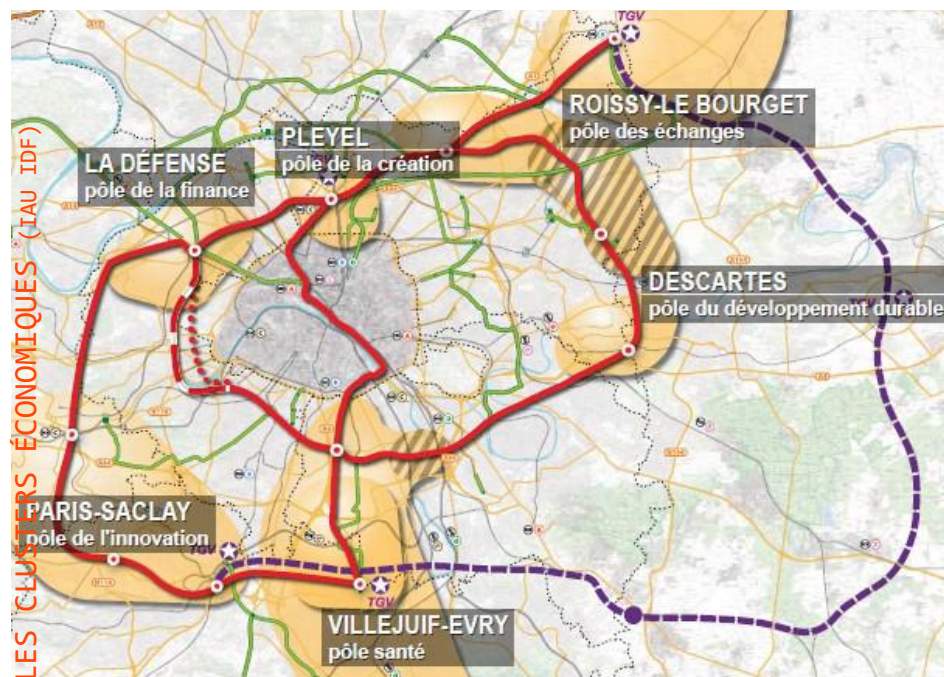 LES CLUSTERS ÉCONOMIQUES (IAU IDF)
TGV
ROISSY-LE BOURGET
pôle des échanges
PLEYEL
pôle de la création
LA DÉFENSE
pôle de la finance
DESCARTES
pôle du développement durable
TGV
PARIS-SACLAY
pôle de l'innovation
TGV
TGV
VILLEJUIF-EVRY
pôle santé